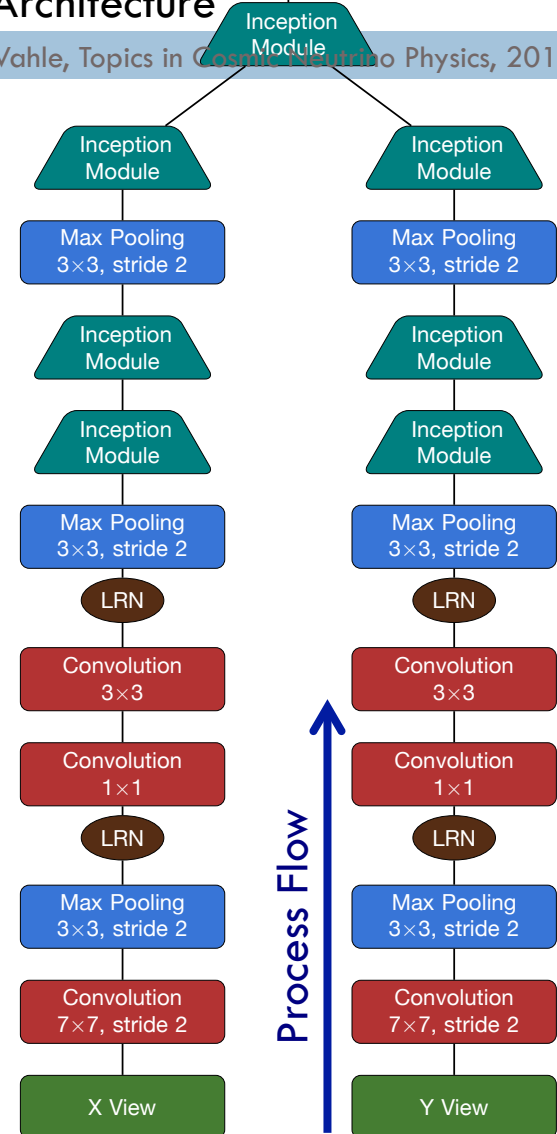 Architecture
Inception
Module
Vahle, Topics in Cosmic Neutrino Physics, 201
Inception
Module
Inception
Module
Max Pooling
3×3, stride 2
Max Pooling
3×3, stride 2
Inception
Module
Inception
Module
Inception
Module
Inception
Module
Max Pooling
3×3, stride 2
Max Pooling
3×3, stride 2
LRN
LRN
Convolution
3×3
Convolution
3×3
Convolution
1×1
Convolution
1×1
LRN
LRN
Process Flow
Max Pooling
3×3, stride 2
Max Pooling
3×3, stride 2
Convolution
7×7, stride 2
Convolution
7×7, stride 2
X View
Y View